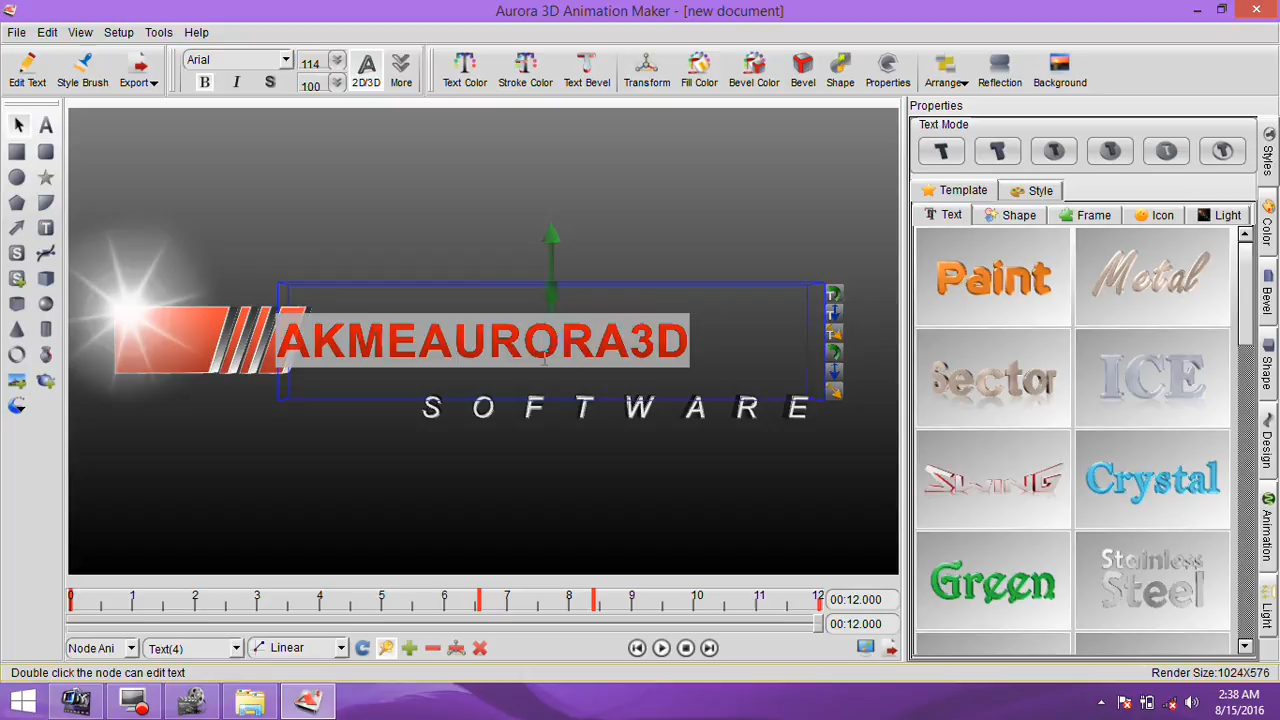 Aurora 3D Animation Maker - [new document]
File Edit View Setup Tools Help
Arial 114
B I S 100
Edit Text Style Brush Export 2D/3D More Text Color Stroke Color Text Bevel Transform Fill Color Bevel Color Bevel Shape Properties Arrange Reflection Background
Properties
Text Mode
Template Style
Text Shape Frame Icon Light
Paint Metal
Sector ICE
Swing Crystal
Green Stainless Steel
Styles
Color
Bevel
Design
Animation
Light
AKMEAURORA3D
SOFTWARE
0 1 2 3 4 5 6 7 8 9 10 11 12 00:12.000
00:12.000
Node Ani Text(4) Linear
Double click the node can edit text Render Size:1024X576
2:38 AM
8/15/2016